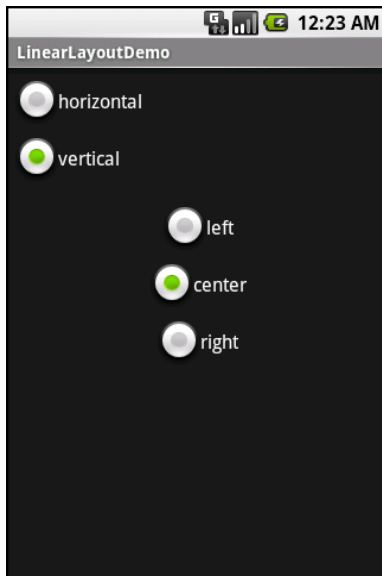 12:23 AM
LinearLayoutDemo
horizontal
vertical
left
center
right